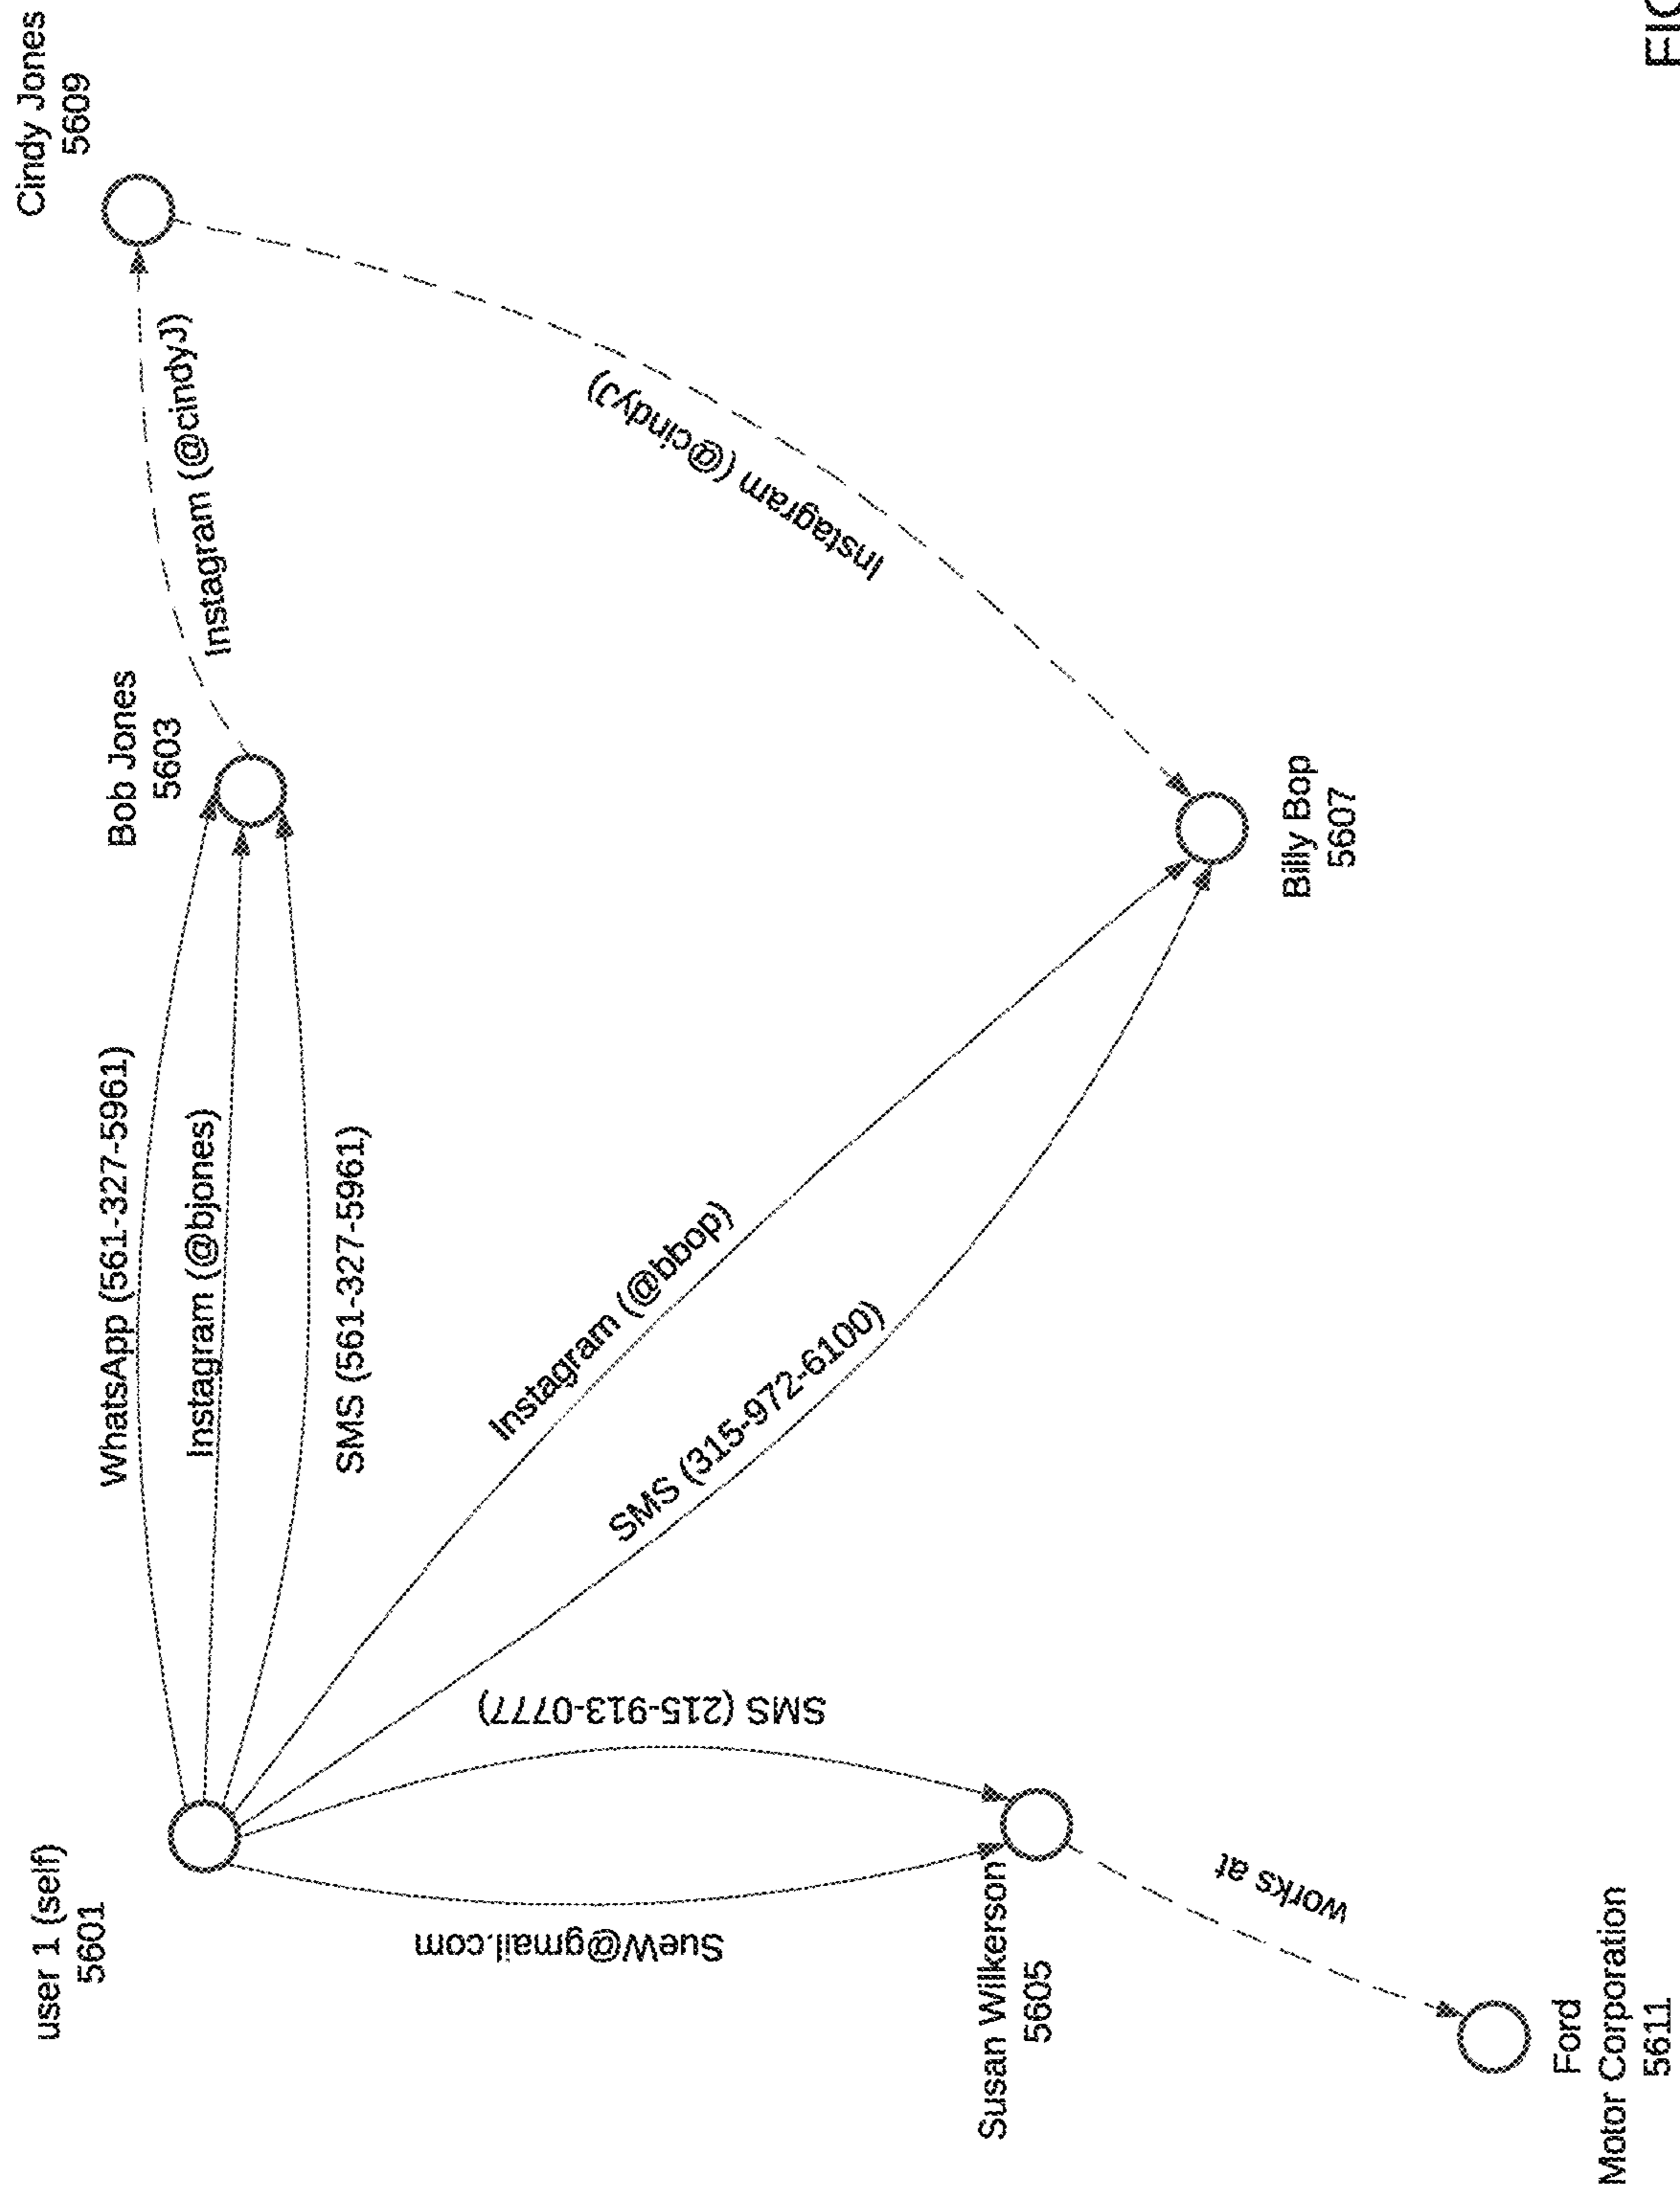 user 1 (self)
5601
WhatsApp (561-327-5961)
Instagram (@bjones)
SMS (561-327-5961)
Bob Jones
5603
Instagram (@cindyJ)
Cindy Jones
5609
Instagram (@bbop)
SMS (315-972-6100)
Instagram (@cindyJ)
Billy Bop
5607
SueW@gmail.com
SMS (215-913-0777)
Susan Wilkerson
5605
works at
Ford
Motor Corporation
5611